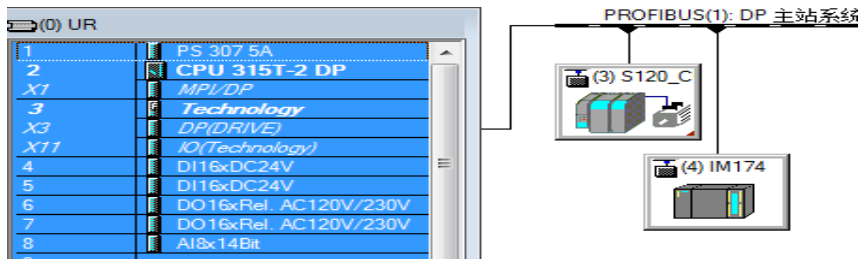 (0) UR
1 PS 307 5A
2 CPU 315T-2 DP
X1 MPI/DP
3 Technology
X3 DP(DRIVE)
X11 IO(Technology)
4 DI16xDC24V
5 DI16xDC24V
6 DO16xRel. AC120V/230V
7 DO16xRel. AC120V/230V
8 AI8x14Bit
PROFIBUS(1): DP 主站系统
(3) S120_C
(4) IM174